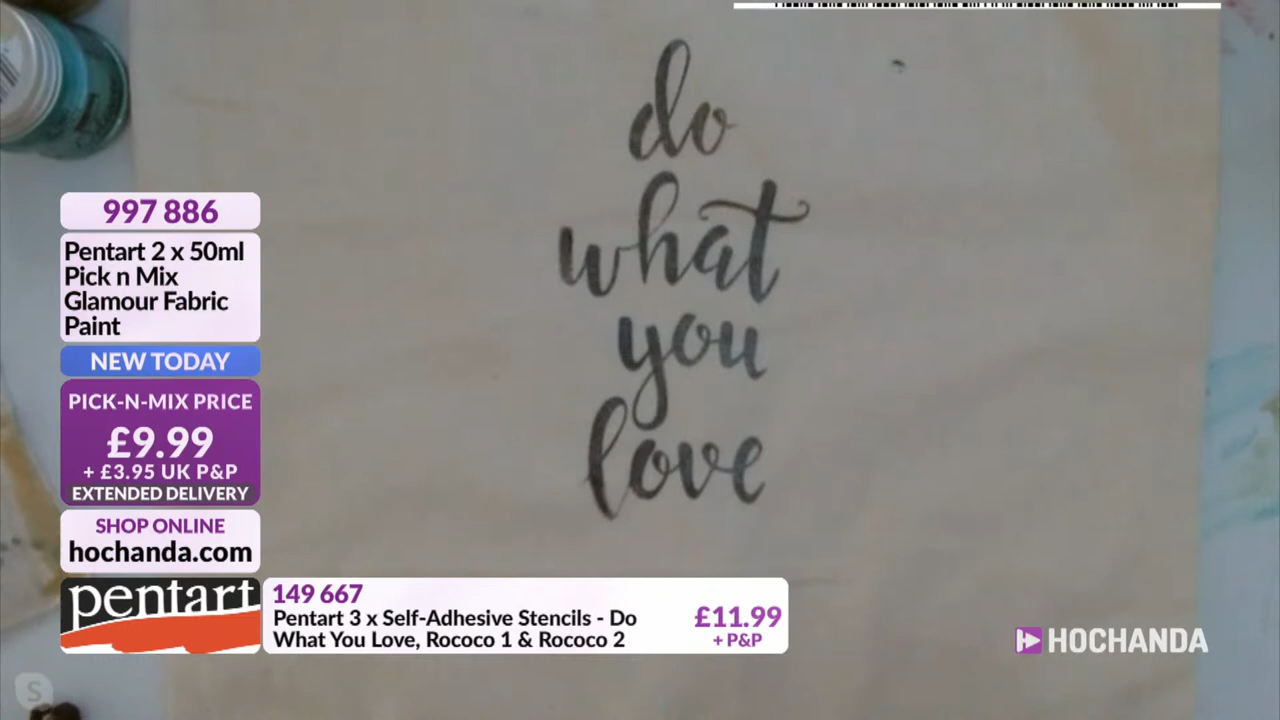 do
what
you
love
997 886
Pentart 2 x 50ml
Pick n Mix
Glamour Fabric
Paint
NEW TODAY
PICK-N-MIX PRICE
£9.99
+ £3.95 UK P&P
EXTENDED DELIVERY
SHOP ONLINE
hochanda.com
pentart
149 667
Pentart 3 x Self-Adhesive Stencils - Do
What You Love, Rococo 1 & Rococo 2
£11.99
+ P&P
HOCHANDA
S